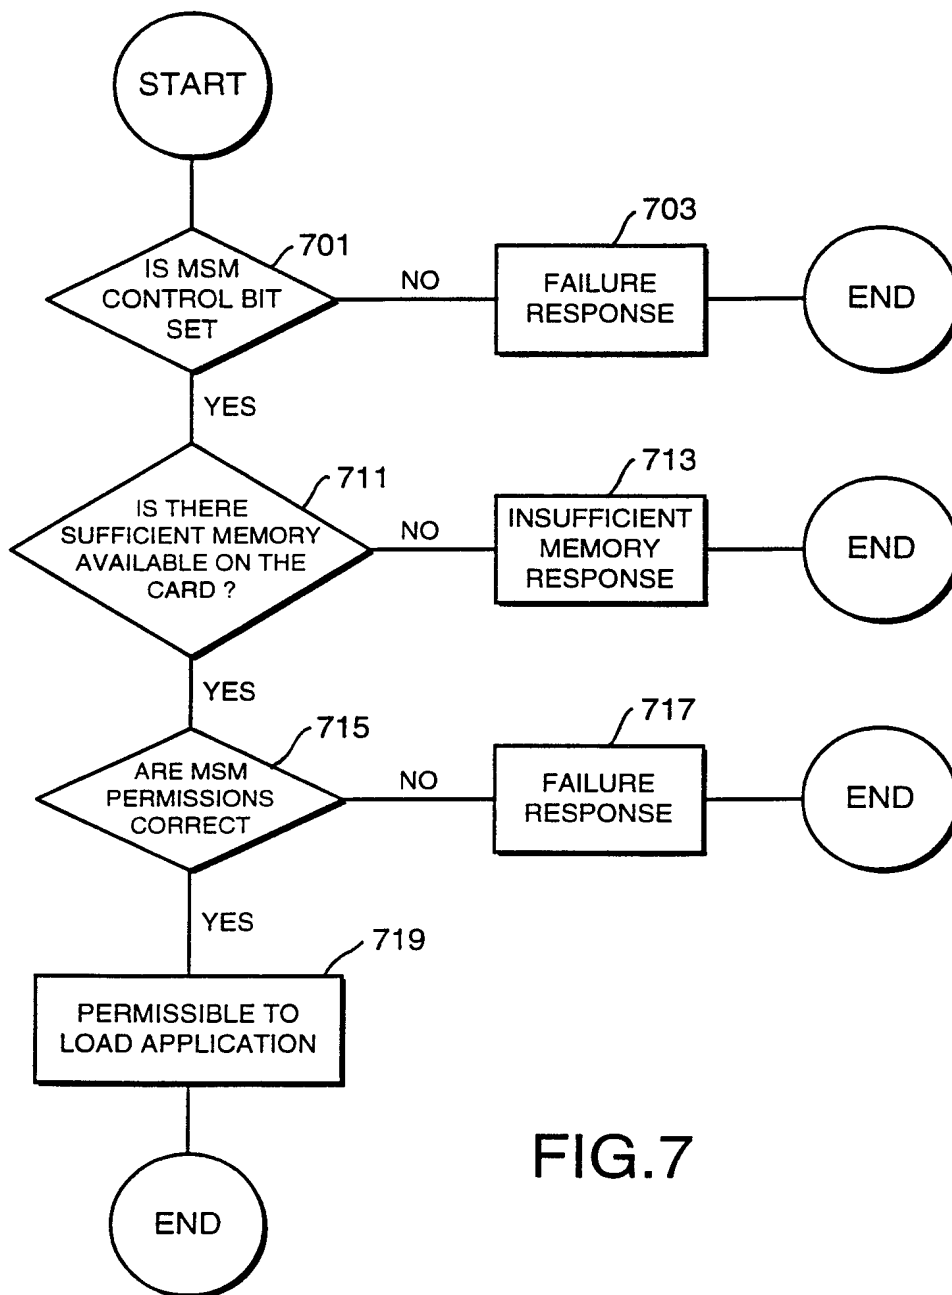 START
701
IS MSM
CONTROL BIT
SET
NO
703
FAILURE
RESPONSE
END
YES
711
IS THERE
SUFFICIENT MEMORY
AVAILABLE ON THE
CARD ?
NO
713
INSUFFICIENT
MEMORY
RESPONSE
END
YES
715
ARE MSM
PERMISSIONS
CORRECT
NO
717
FAILURE
RESPONSE
END
YES
719
PERMISSIBLE TO
LOAD APPLICATION
END
FIG.7